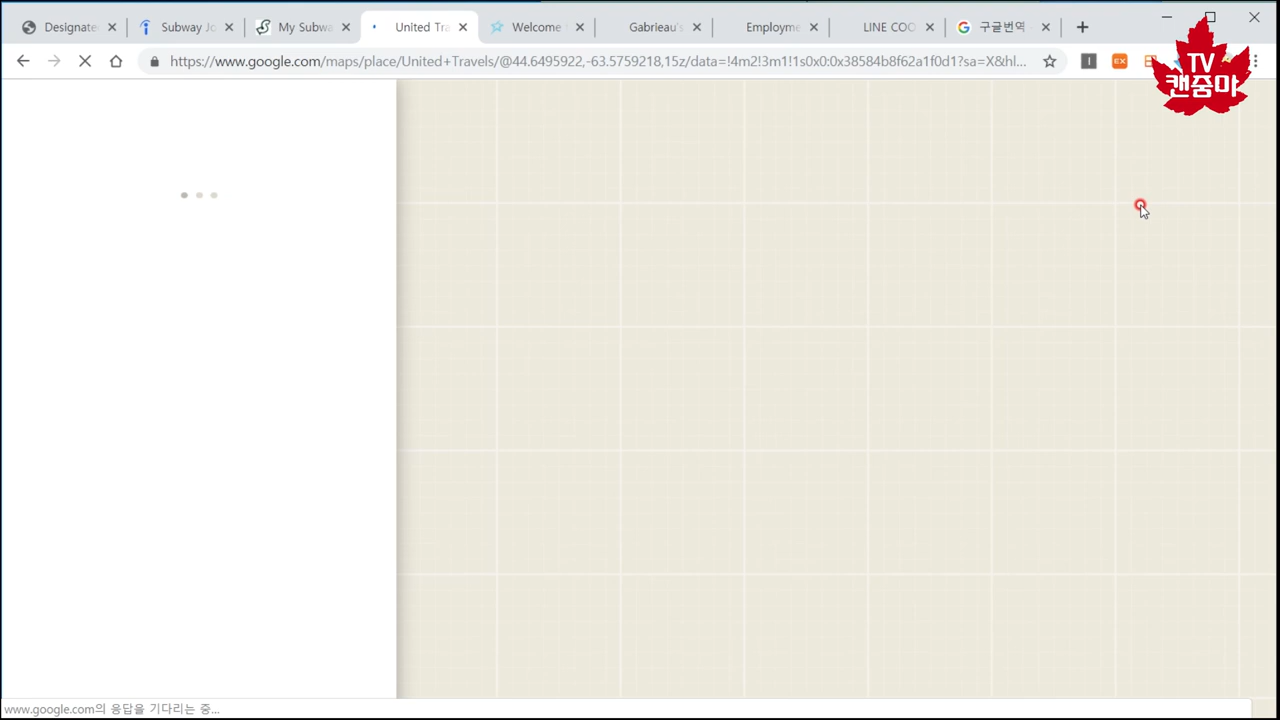 Designate
Subway Jo
My Subwa
United Tra
Welcome
Gabrieau's
Employme
LINE COO
구글번역
https://www.google.com/maps/place/United+Travels/@44.6495922,-63.5759218,15z/data=!4m2!3m1!1s0x0:0x38584b8f62a1f0d1?sa=X&hl...
EX
TV
캔줌마
www.google.com의 응답을 기다리는 중...